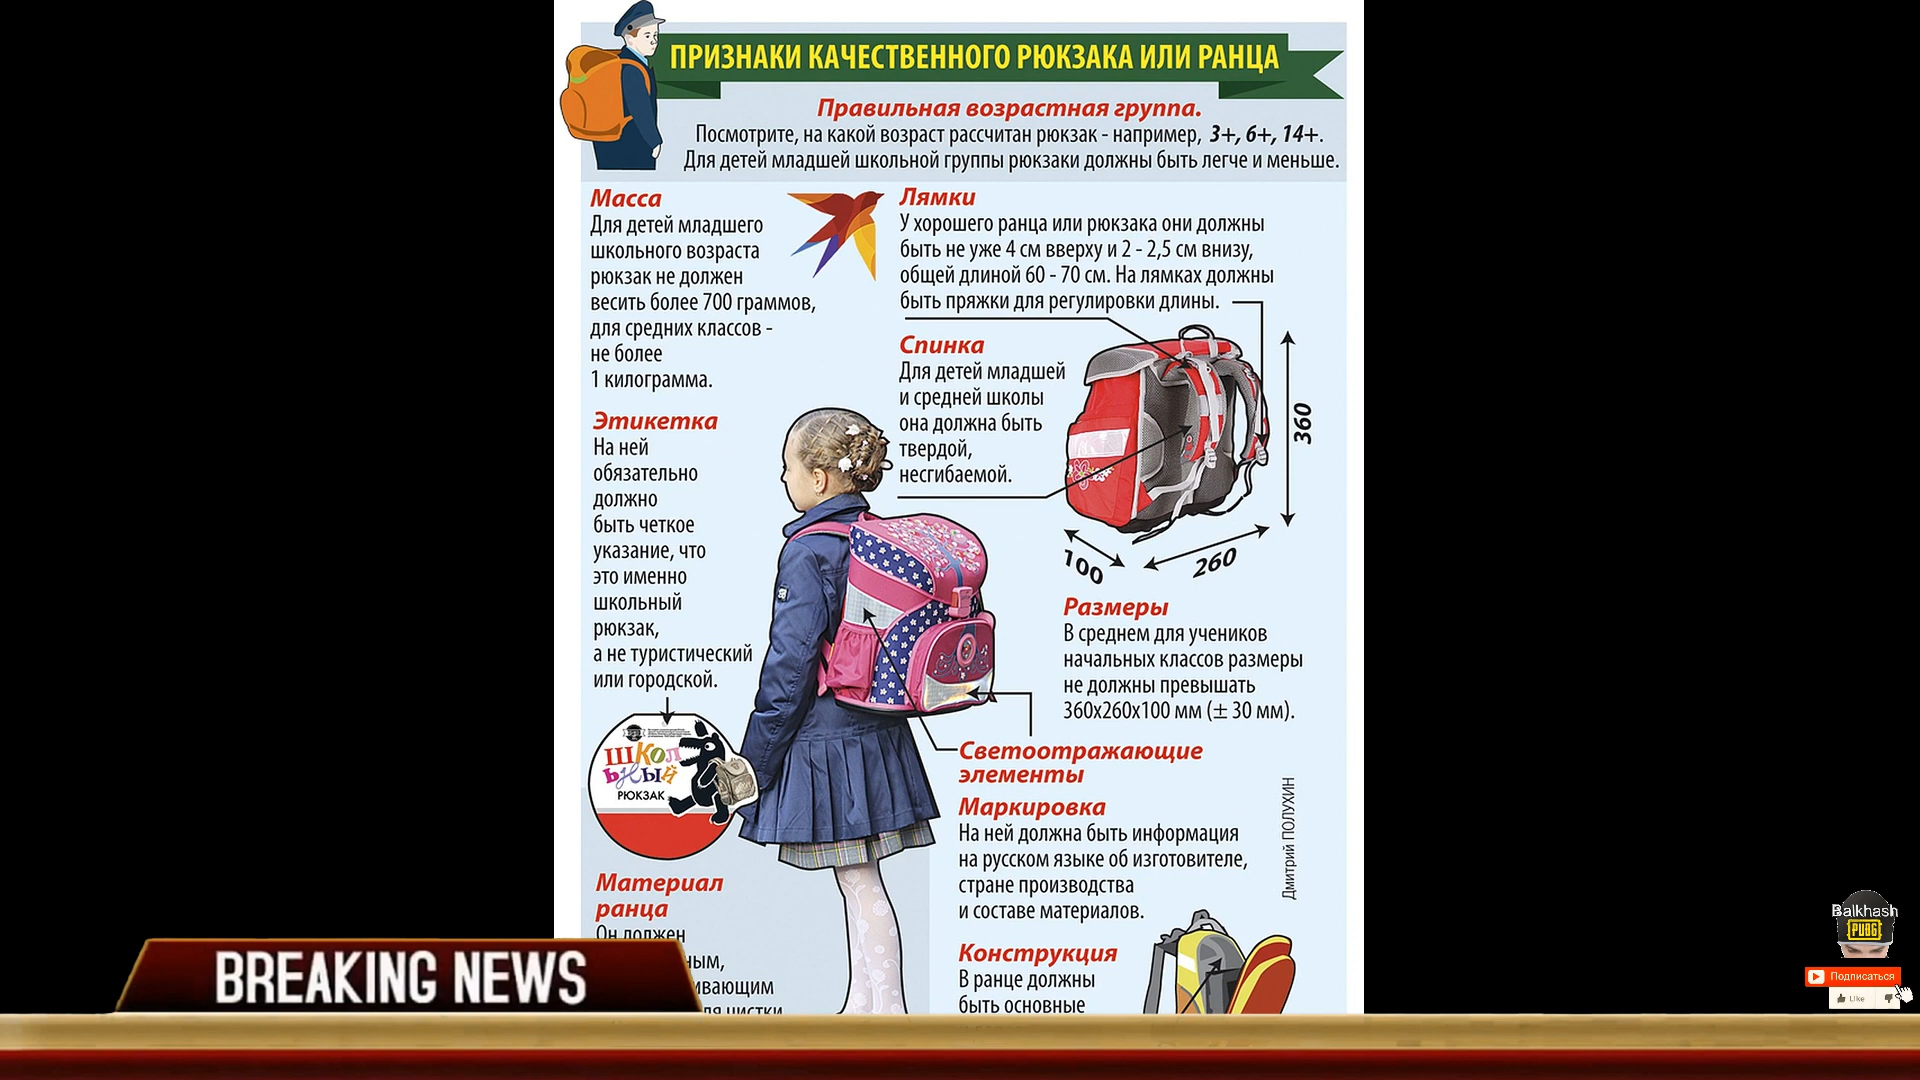 ПРИЗНАКИ КАЧЕСТВЕННОГО РЮКЗАКА ИЛИ РАНЦА
Правильная возрастная группа.
Посмотрите, на какой возраст рассчитан рюкзак - например, 3+, 6+, 14+.
Для детей младшей школьной группы рюкзаки должны быть легче и меньше.
Масса
Для детей младшего
школьного возраста
рюкзак не должен
весить более 700 граммов,
для средних классов -
не более
1 килограмма.
Лямки
У хорошего ранца или рюкзака они должны
быть не уже 4 см вверху и 2 - 2,5 см внизу,
общей длиной 60 - 70 см. На лямках должны
быть пряжки для регулировки длины.
Спинка
Для детей младшей
и средней школы
она должна быть
твердой,
несгибаемой.
360
100
260
Этикетка
На ней
обязательно
должно
быть четкое
указание, что
это именно
школьный
рюкзак,
а не туристический
или городской.
ШКОЛ
ЬНЫЙ
РЮКЗАК
Размеры
В среднем для учеников
начальных классов размеры
не должны превышать
360х260х100 мм (± 30 мм).
Светоотражающие
элементы
Маркировка
На ней должна быть информация
на русском языке об изготовителе,
стране производства
и составе материалов.
Дмитрий ПОЛУХИН
Материал
ранца
Он должен
ным,
ивающим
ля чистки
Конструкция
В ранце должны
быть основные
BREAKING NEWS
Balkhash
PUBG
Подписаться
Like